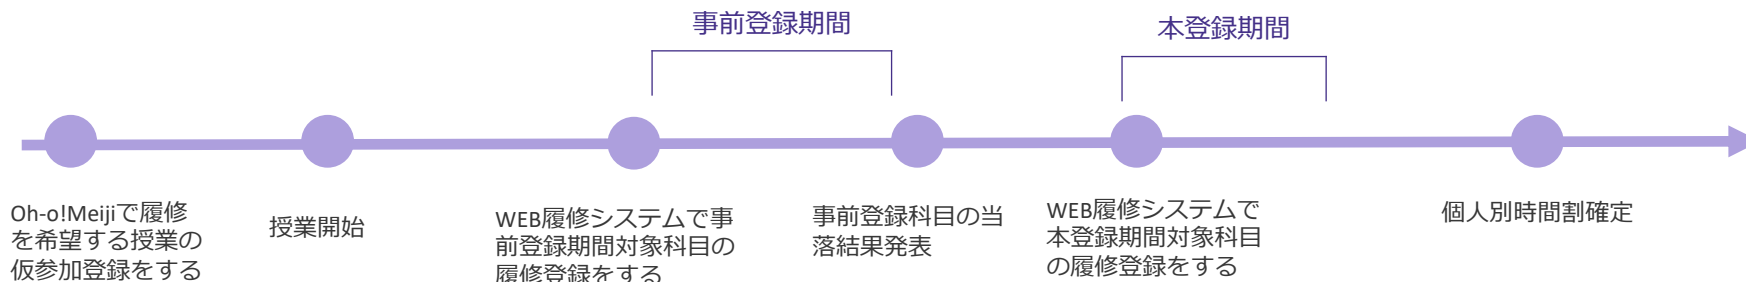 事前登録期間
本登録期間
Oh-o!Meijiで履修
を希望する授業の
仮参加登録をする
授業開始
WEB履修システムで事
前登録期間対象科目の
履修登録をする
事前登録科目の当
落結果発表
WEB履修システムで
本登録期間対象科目
の履修登録をする
個人別時間割確定